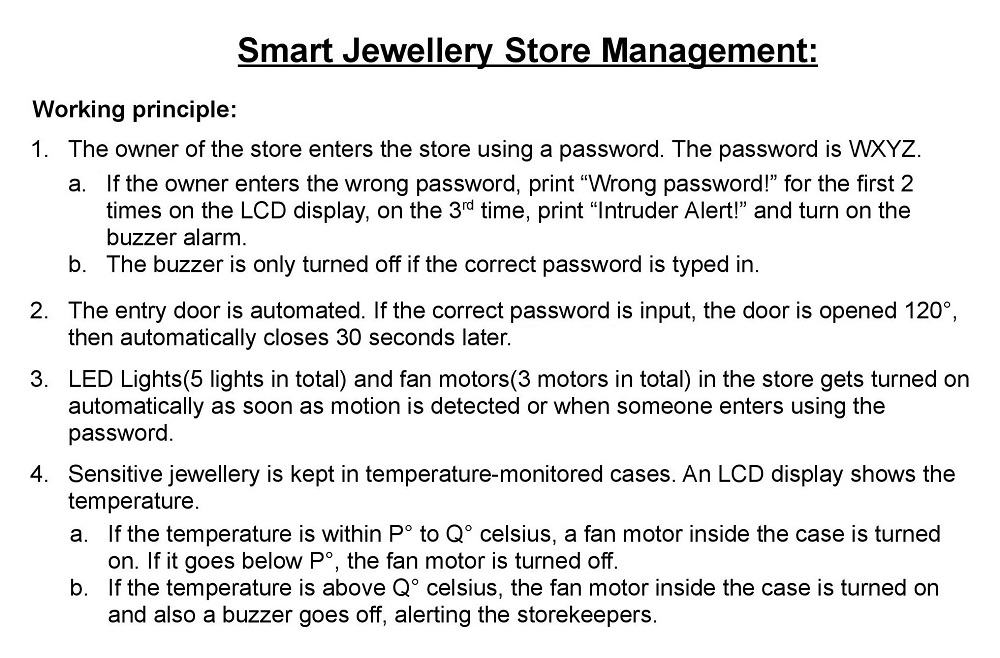 Smart Jewellery Store Management:
Working principle:
1. The owner of the store enters the store using a password. The password is WXYZ.
a. If the owner enters the wrong password, print “Wrong password!” for the first 2
times on the LCD display, on the 3rd time, print “Intruder Alert!” and turn on the
buzzer alarm.
b. The buzzer is only turned off if the correct password is typed in.
2. The entry door is automated. If the correct password is input, the door is opened 120°,
then automatically closes 30 seconds later.
3. LED Lights(5 lights in total) and fan motors(3 motors in total) in the store gets turned on
automatically as soon as motion is detected or when someone enters using the
password.
4. Sensitive jewellery is kept in temperature-monitored cases. An LCD display shows the
temperature.
a. If the temperature is within P° to Q° celsius, a fan motor inside the case is turned
on. If it goes below P°, the fan motor is turned off.
b. If the temperature is above Q° celsius, the fan motor inside the case is turned on
and also a buzzer goes off, alerting the storekeepers.